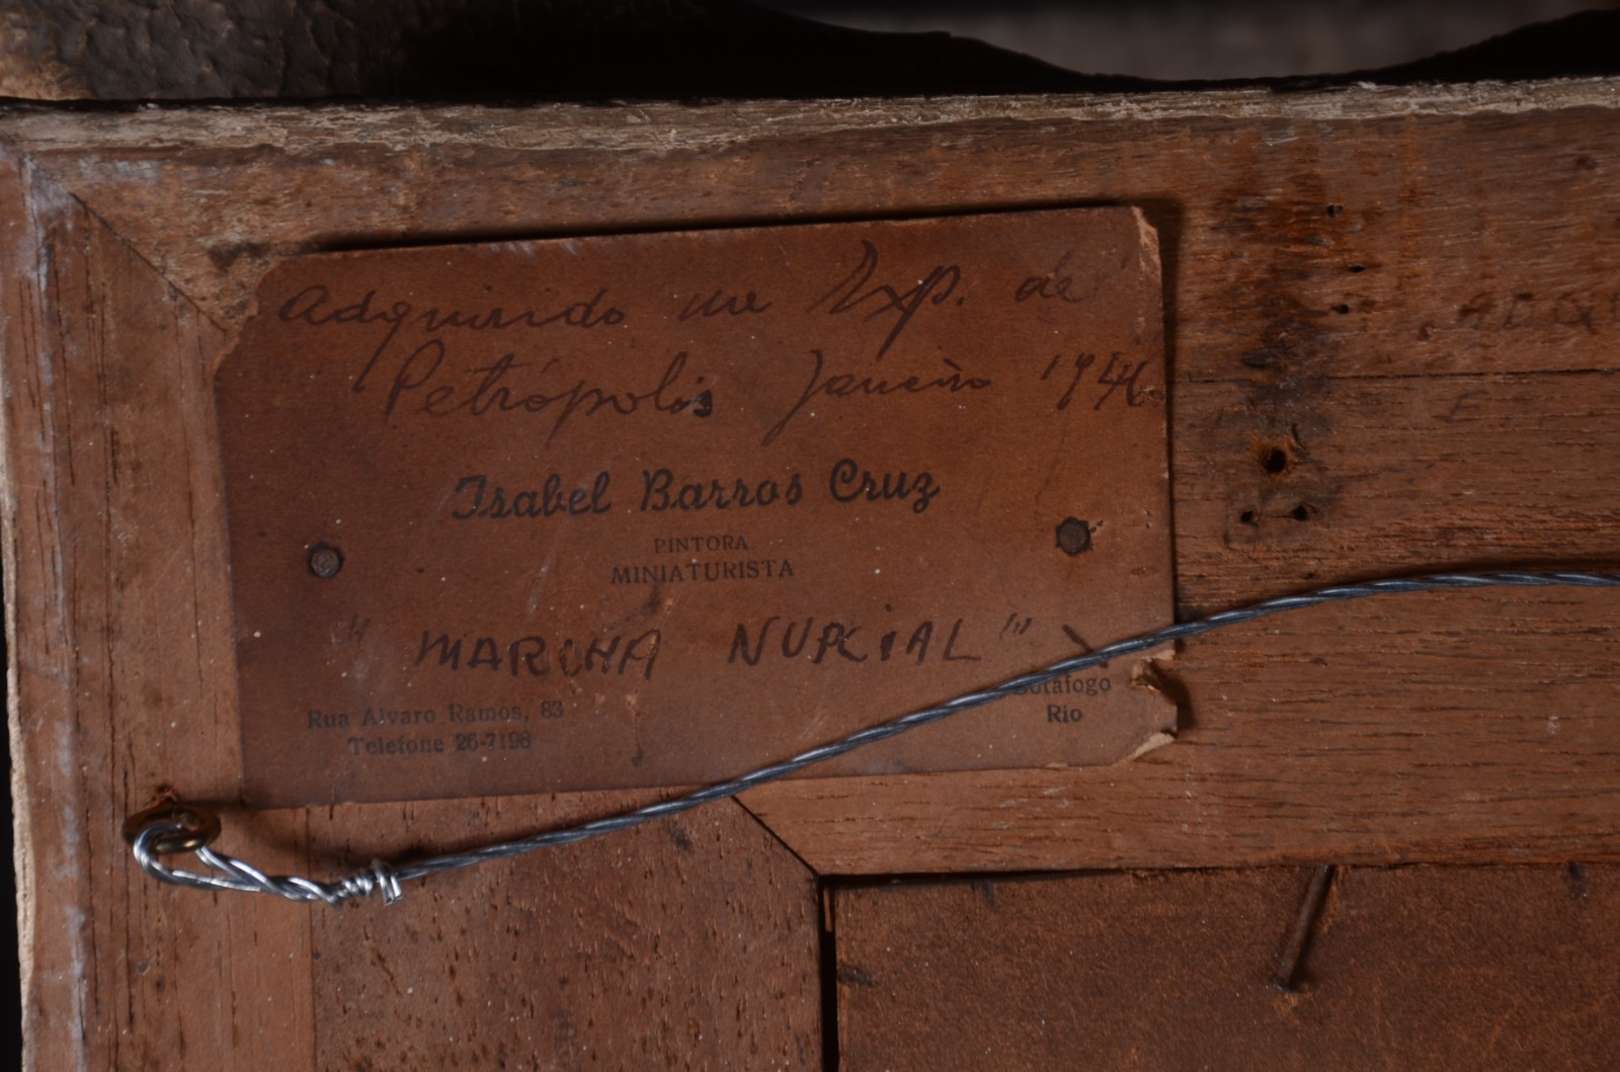 Adquirido na Exp. de
Petrópolis Janeiro 1946
Isabel Barros Cruz
PINTORA
MINIATURISTA
" MARCHA NUPCIAL "
Rua Alvaro Ramos, 83
Telefone 26-7198
Botafogo
Rio
ADQ
E